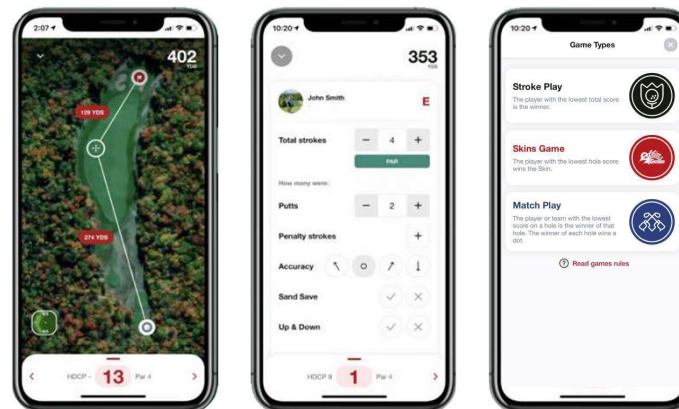 2:07
402
YDS
129 YDS
274 YDS
HDCP -
13
Par 4
10:20
353
YDS
John Smith
E
Total strokes
4
PAR
How many were:
Putts
2
Penalty strokes
Accuracy
Sand Save
Up & Down
HDCP 9
1
Par 4
10:20
Game Types
Stroke Play
The player with the lowest total score
is the winner.
Skins Game
The player with the lowest hole score
wins the Skin.
Match Play
The player or team with the lowest
score on a hole is the winner of that
hole. The winner of each hole wins a
dot.
Read games rules